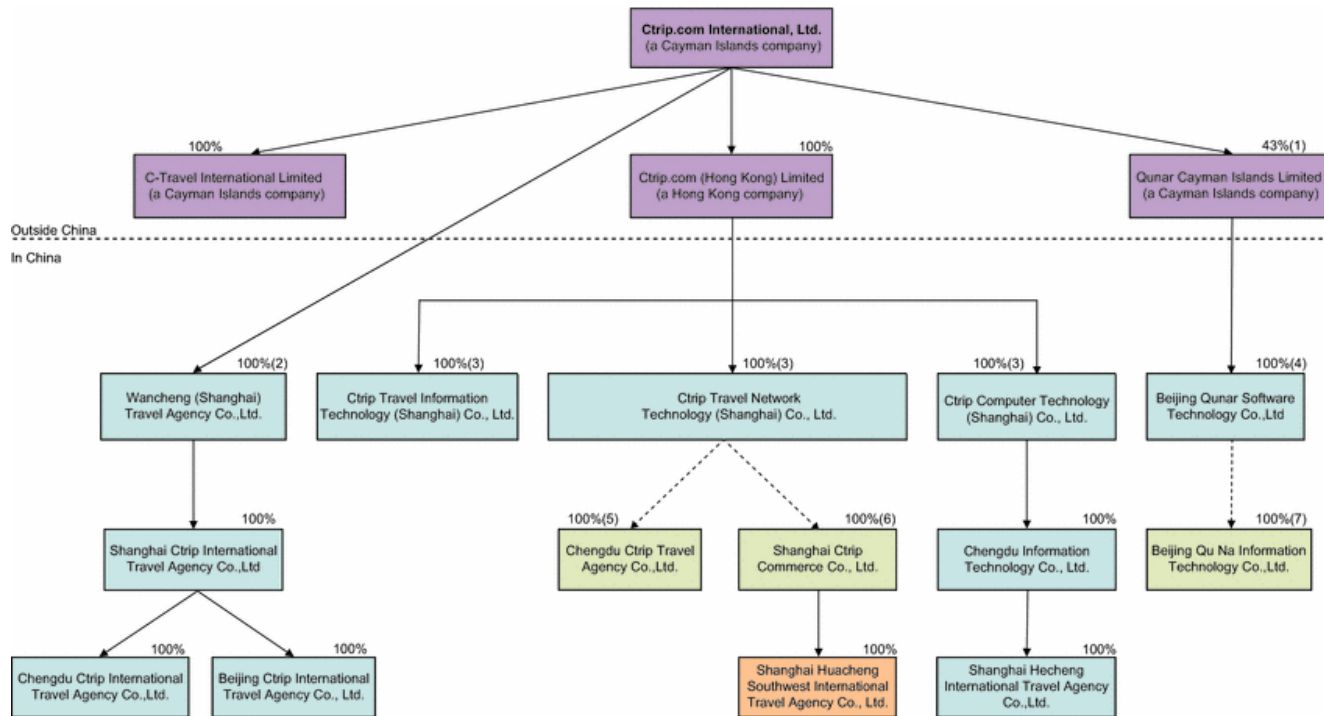 Ctrip.com International, Ltd.
(a Cayman Islands company)
100%
C-Travel International Limited
(a Cayman Islands company)
100%
Ctrip.com (Hong Kong) Limited
(a Hong Kong company)
43%(1)
Qunar Cayman Islands Limited
(a Cayman Islands company)
Outside China
In China
100%(2)
Wancheng (Shanghai)
Travel Agency Co.,Ltd.
100%(3)
Ctrip Travel Information
Technology (Shanghai) Co., Ltd.
100%(3)
Ctrip Travel Network
Technology (Shanghai) Co., Ltd.
100%(3)
Ctrip Computer Technology
(Shanghai) Co., Ltd.
100%(4)
Beijing Qunar Software
Technology Co.,Ltd
100%
Shanghai Ctrip International
Travel Agency Co.,Ltd
100%(5)
Chengdu Ctrip Travel
Agency Co.,Ltd.
100%(6)
Shanghai Ctrip
Commerce Co., Ltd.
100%
Chengdu Information
Technology Co., Ltd.
100%(7)
Beijing Qu Na Information
Technology Co.,Ltd.
100%
Chengdu Ctrip International
Travel Agency Co.,Ltd.
100%
Beijing Ctrip International
Travel Agency Co., Ltd.
100%
Shanghai Huacheng
Southwest International
Travel Agency Co., Ltd.
100%
Shanghai Hecheng
International Travel Agency
Co.,Ltd.